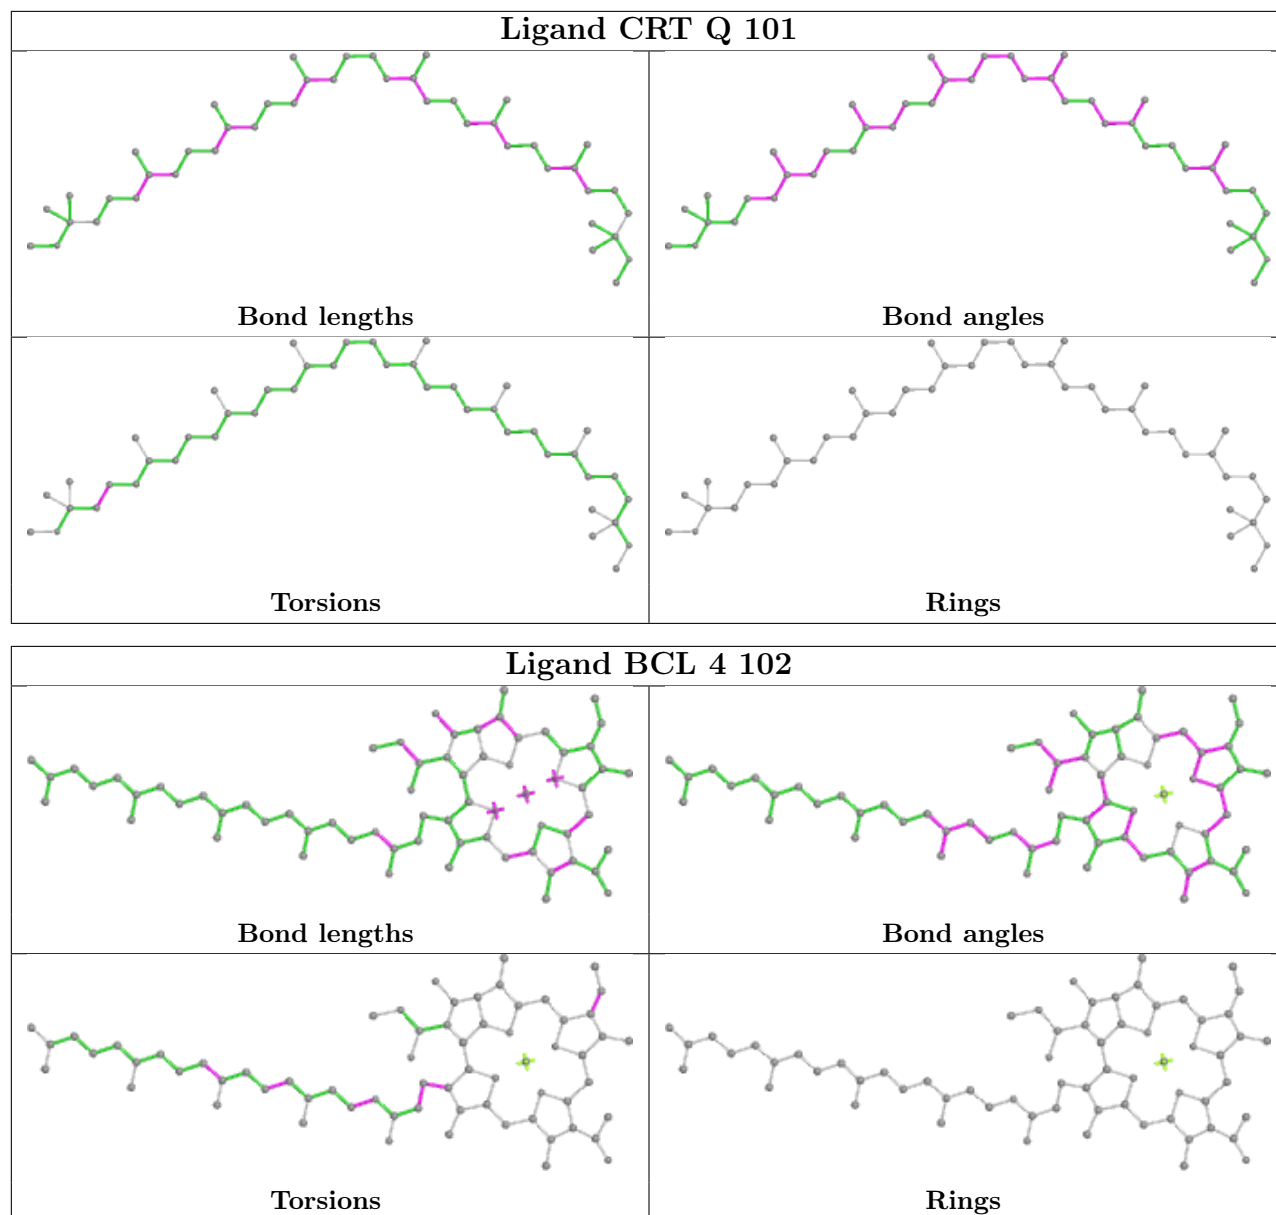 Ligand CRT Q 101
Bond lengths
Bond angles
Torsions
Rings
Ligand BCL 4 102
Bond lengths
Bond angles
Torsions
Rings